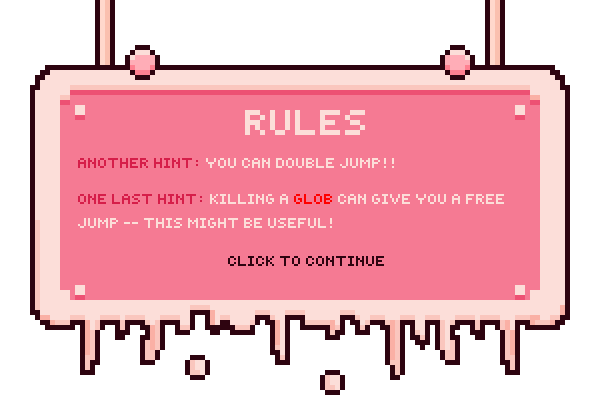 RULES
ANOTHER HINT: YOU CAN DOUBLE JUMP!!
ONE LAST HINT: KILLING A GLOB CAN GIVE YOU A FREE
JUMP -- THIS MIGHT BE USEFUL!
CLICK TO CONTINUE